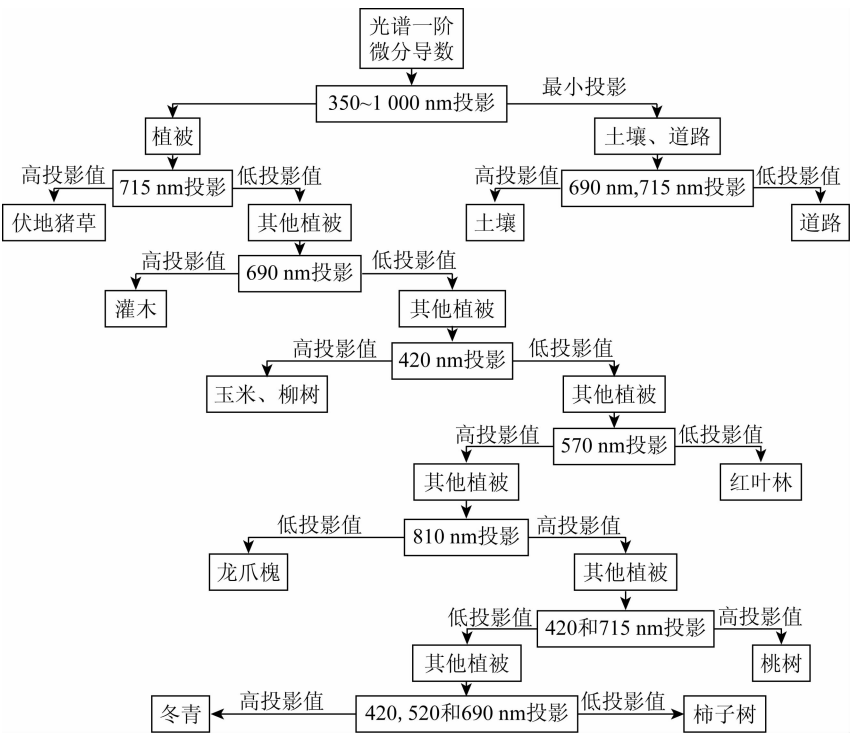 光谱一阶
微分导数
350~1 000 nm投影
最小投影
植被
土壤、道路
高投影值
715 nm投影
低投影值
高投影值
690 nm,715 nm投影
低投影值
伏地猪草
其他植被
土壤
道路
高投影值
690 nm投影
低投影值
灌木
其他植被
高投影值
420 nm投影
低投影值
玉米、柳树
其他植被
高投影值
570 nm投影
低投影值
其他植被
红叶林
低投影值
810 nm投影
高投影值
龙爪槐
其他植被
低投影值
420和715 nm投影
高投影值
其他植被
桃树
冬青
高投影值
420, 520和690 nm投影
低投影值
柿子树